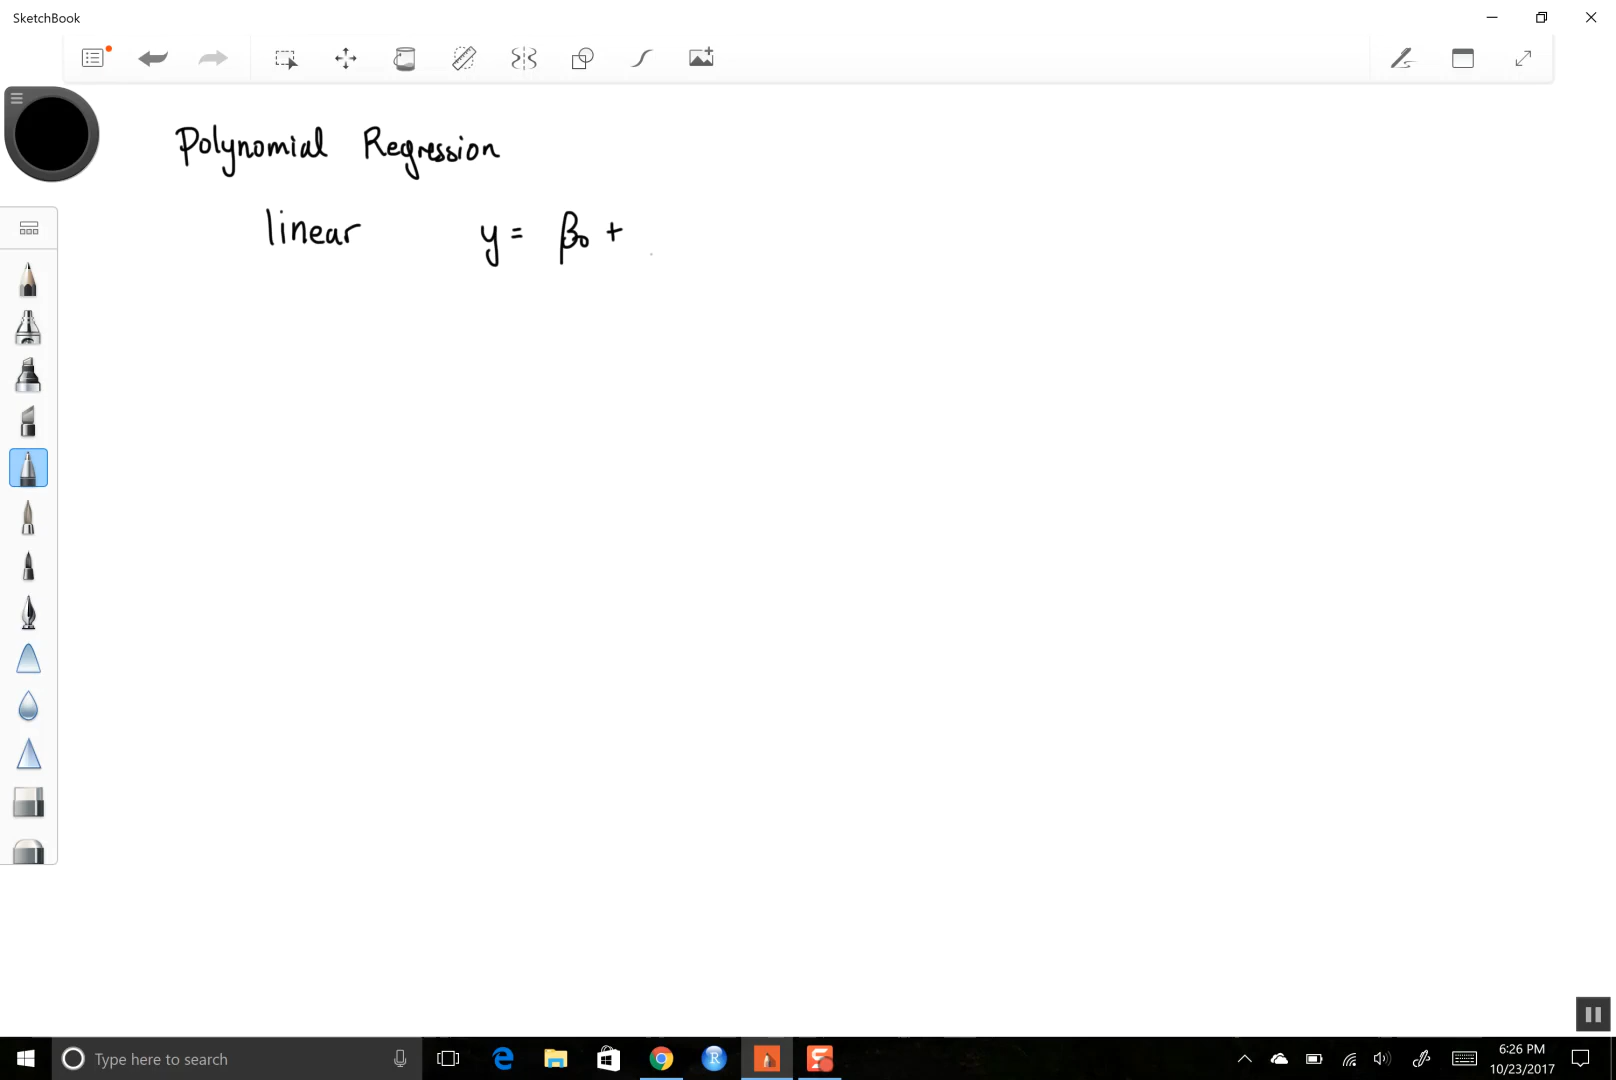 SketchBook
Polynomial Regression
linear y = β₀ +
Type here to search
6:26 PM
10/23/2017